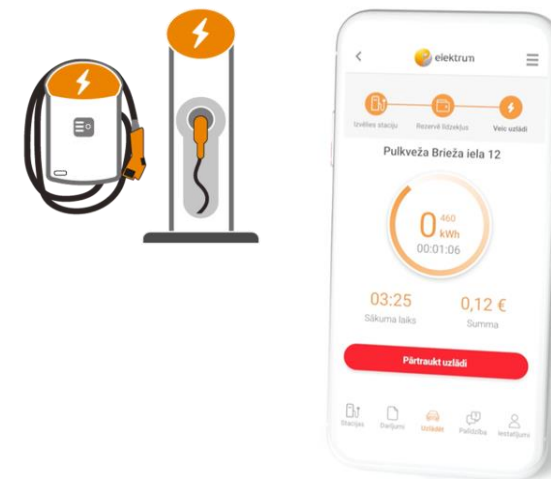 elektrum
Izvēlies staciju
Rezervē līdzekļus
Veic uzlādi
Pulkveža Brieža iela 12
0 460
kWh
00:01:06
03:25
0,12 €
Sākuma laiks
Summa
Pārtraukt uzlādi
Stacijas
Darījumi
Uzlādēt
Palīdzība
Iestatījumi